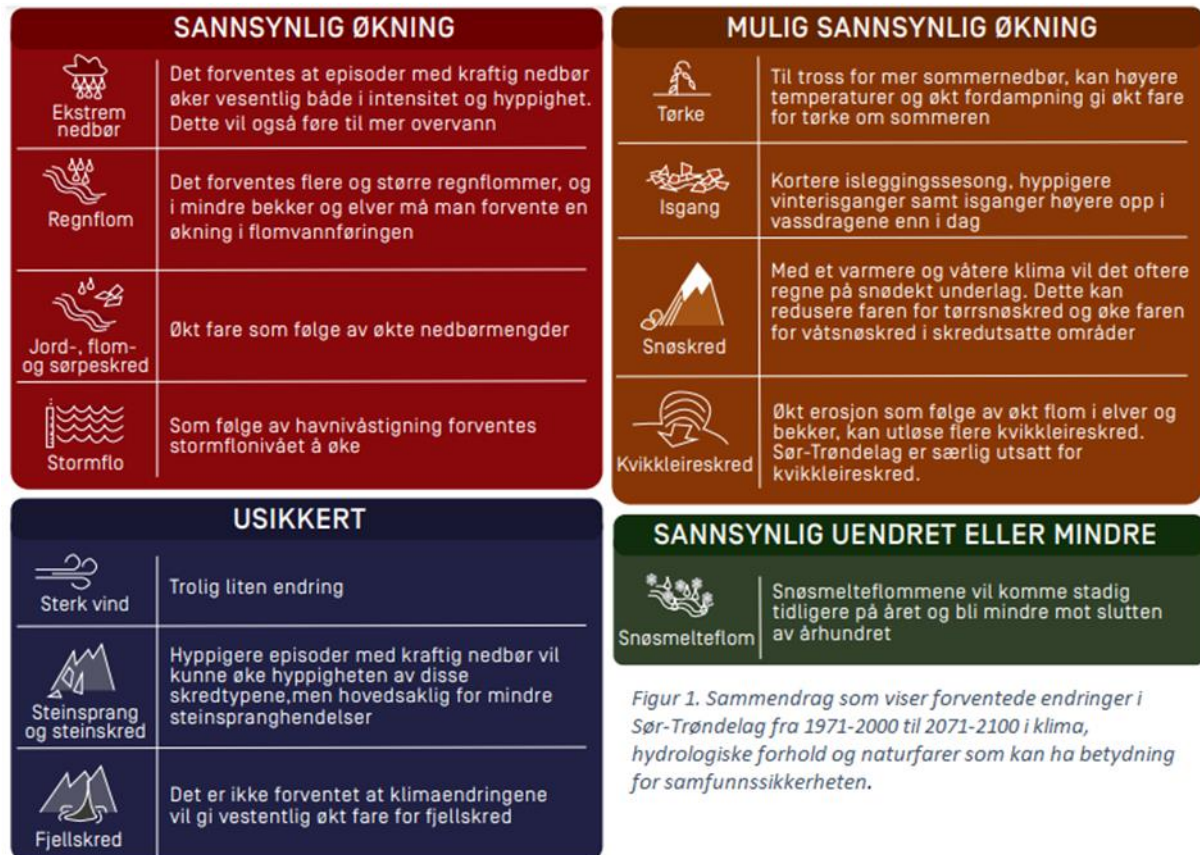 SANNSYNLIG ØKNING
Ekstrem
nedbør
Det forventes at episoder med kraftig nedbør
øker vesentlig både i intensitet og hyppighet.
Dette vil også føre til mer overvann
Regnflom
Det forventes flere og større regnflommer, og
i mindre bekker og elver må man forvente en
økning i flomvannføringen
Jord-, flom-
og sørpeskred
Økt fare som følge av økte nedbørmengder
Stormflo
Som følge av havnivåstigning forventes
stormflonivået å øke
MULIG SANNSYNLIG ØKNING
Tørke
Til tross for mer sommernedbør, kan høyere
temperaturer og økt fordampning gi økt fare
for tørke om sommeren
Isgang
Kortere isleggingssesong, hyppigere
vinterisganger samt isganger høyere opp i
vassdragene enn i dag
Snøskred
Med et varmere og våtere klima vil det oftere
regne på snødekt underlag. Dette kan
redusere faren for tørrsnøskred og øke faren
for våtsnøskred i skredutsatte områder
Kvikkleireskred
Økt erosjon som følge av økt flom i elver og
bekker, kan utløse flere kvikkleireskred.
Sør-Trøndelag er særlig utsatt for
kvikkleireskred.
USIKKERT
Sterk vind
Trolig liten endring
Steinsprang
og steinskred
Hyppigere episoder med kraftig nedbør vil
kunne øke hyppigheten av disse
skredtypene,men hovedsaklig for mindre
steinspranghendelser
Fjellskred
Det er ikke forventet at klimaendringene
vil gi vestentlig økt fare for fjellskred
SANNSYNLIG UENDRET ELLER MINDRE
Snøsmelteflom
Snøsmelteflommene vil komme stadig
tidligere på året og bli mindre mot slutten
av århundret
Figur 1. Sammendrag som viser forventede endringer i
Sør-Trøndelag fra 1971-2000 til 2071-2100 i klima,
hydrologiske forhold og naturfarer som kan ha betydning
for samfunnssikkerheten.